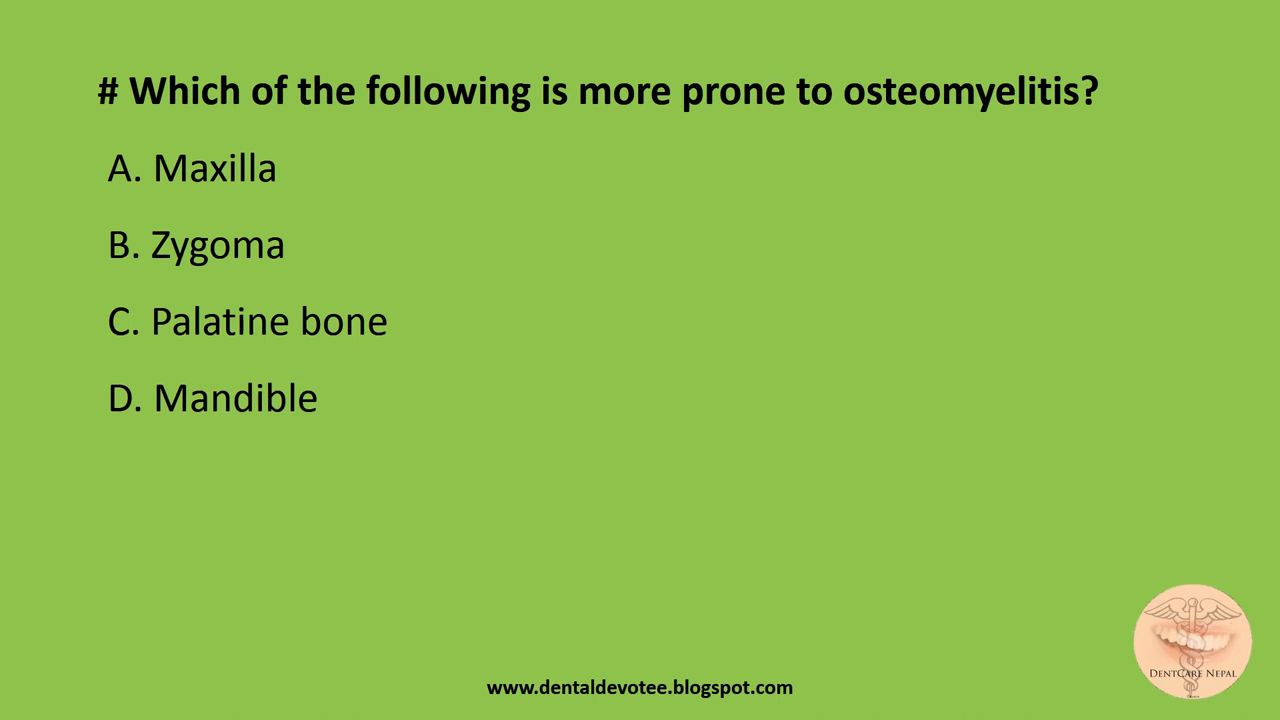 # Which of the following is more prone to osteomyelitis?
A. Maxilla
B. Zygoma
C. Palatine bone
D. Mandible
DENTCARE NEPAL
www.dentaldevotee.blogspot.com